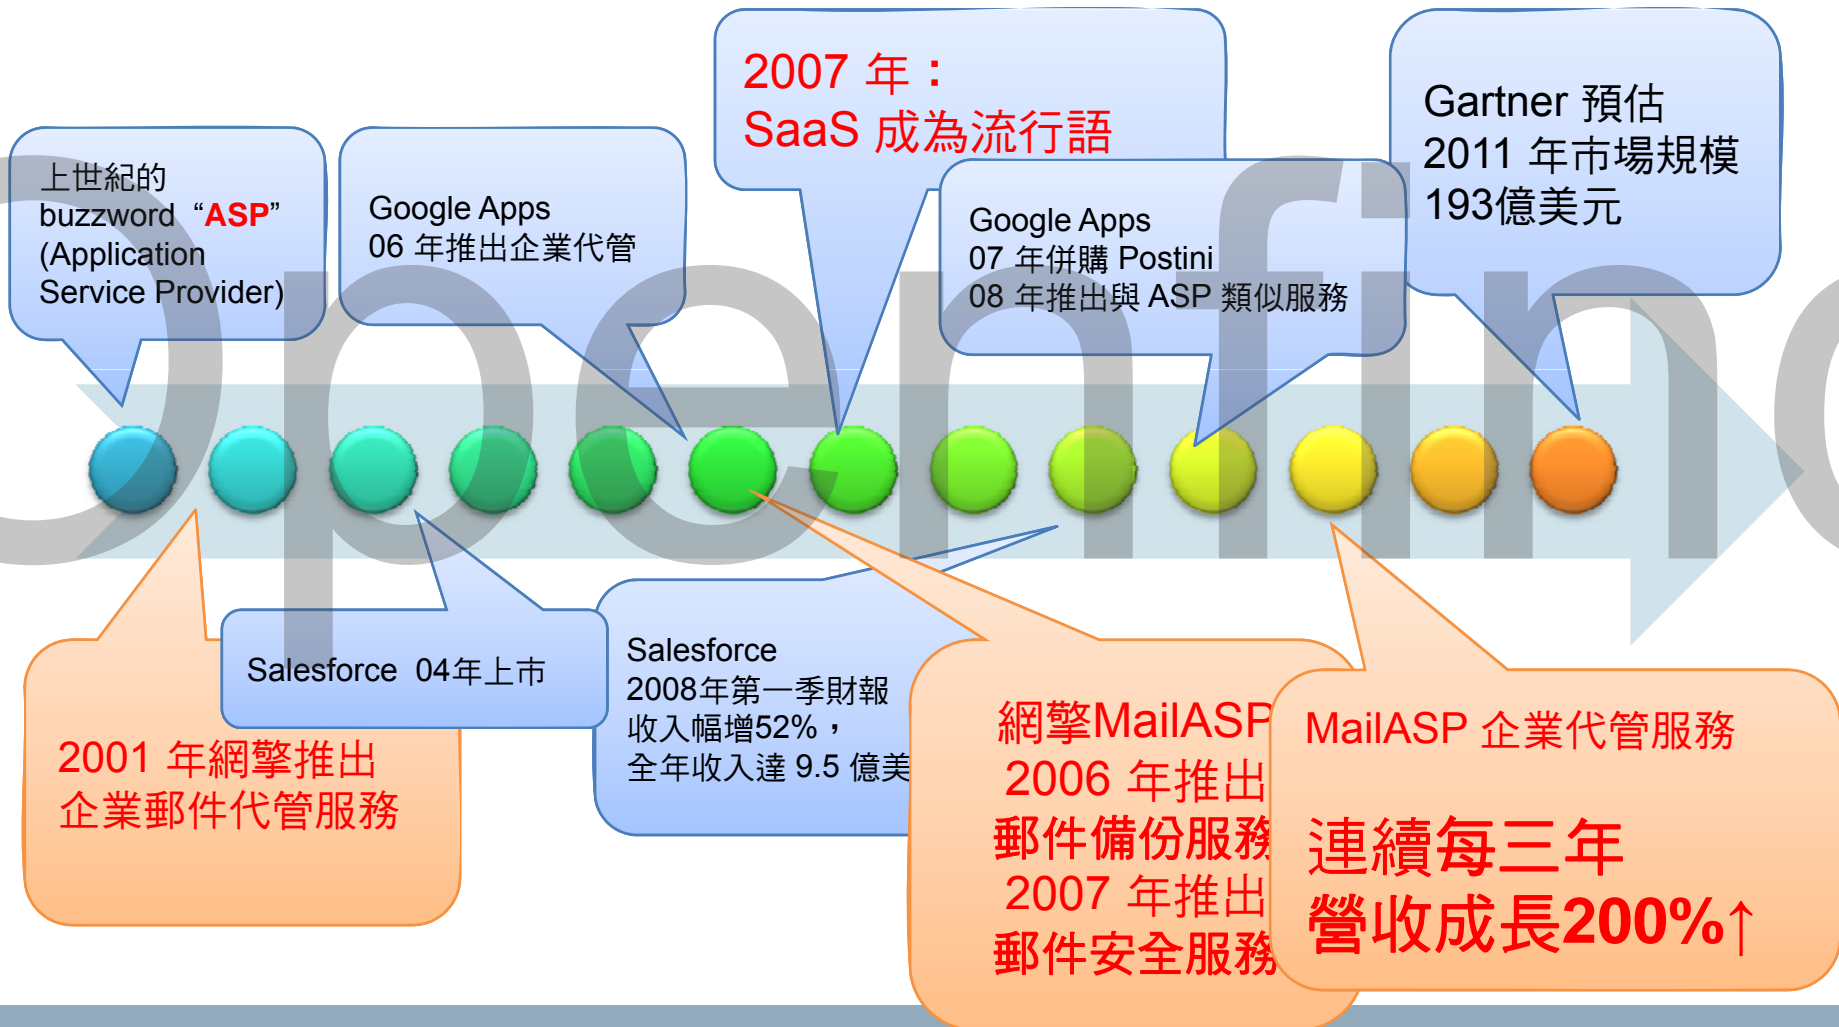 上世紀的
buzzword “ASP”
(Application
Service Provider)
Google Apps
06 年推出企業代管
2007 年：
SaaS 成為流行語
Google Apps
07 年併購 Postini
08 年推出與 ASP 類似服務
Gartner 預估
2011 年市場規模
193億美元
2001 年網擎推出
企業郵件代管服務
Salesforce 04年上市
Salesforce
2008年第一季財報
收入幅增52%，
全年收入達 9.5 億美
網擎MailASP
2006 年推出
郵件備份服務
2007 年推出
郵件安全服務
MailASP 企業代管服務
連續每三年
營收成長200%↑
Openfin